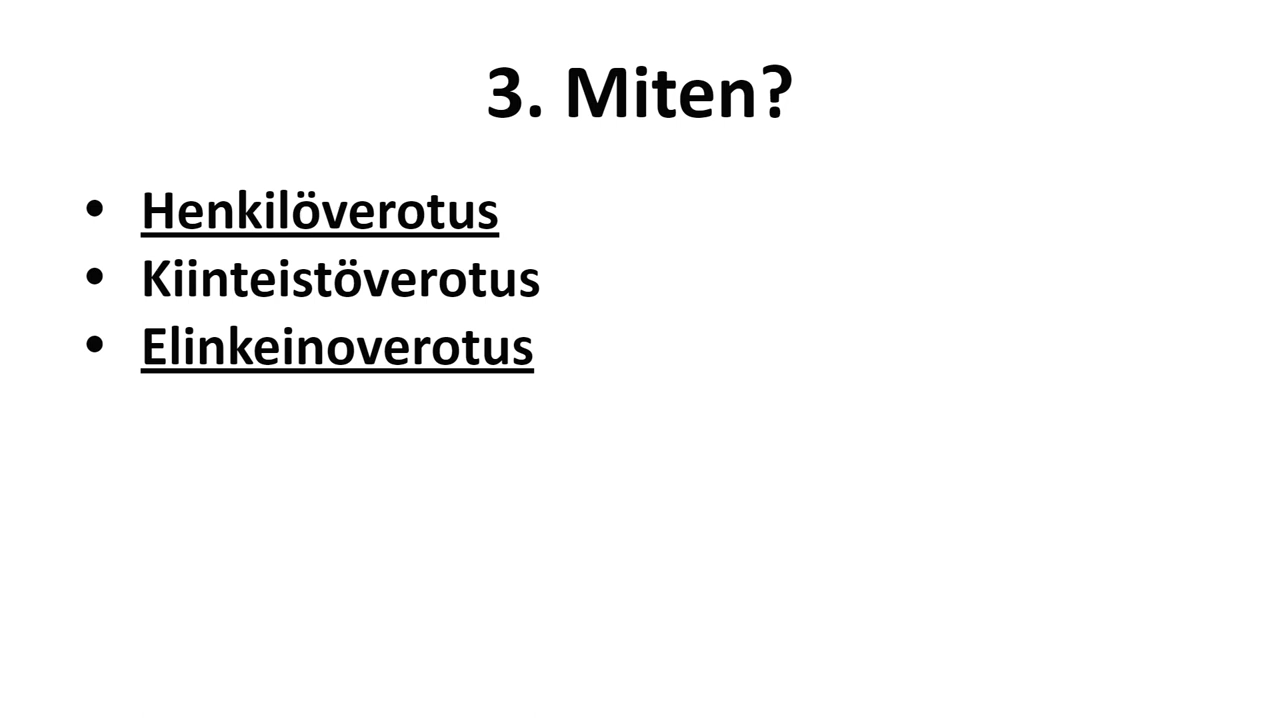 3. Miten?
• Henkilöverotus
• Kiinteistöverotus
• Elinkeinoverotus